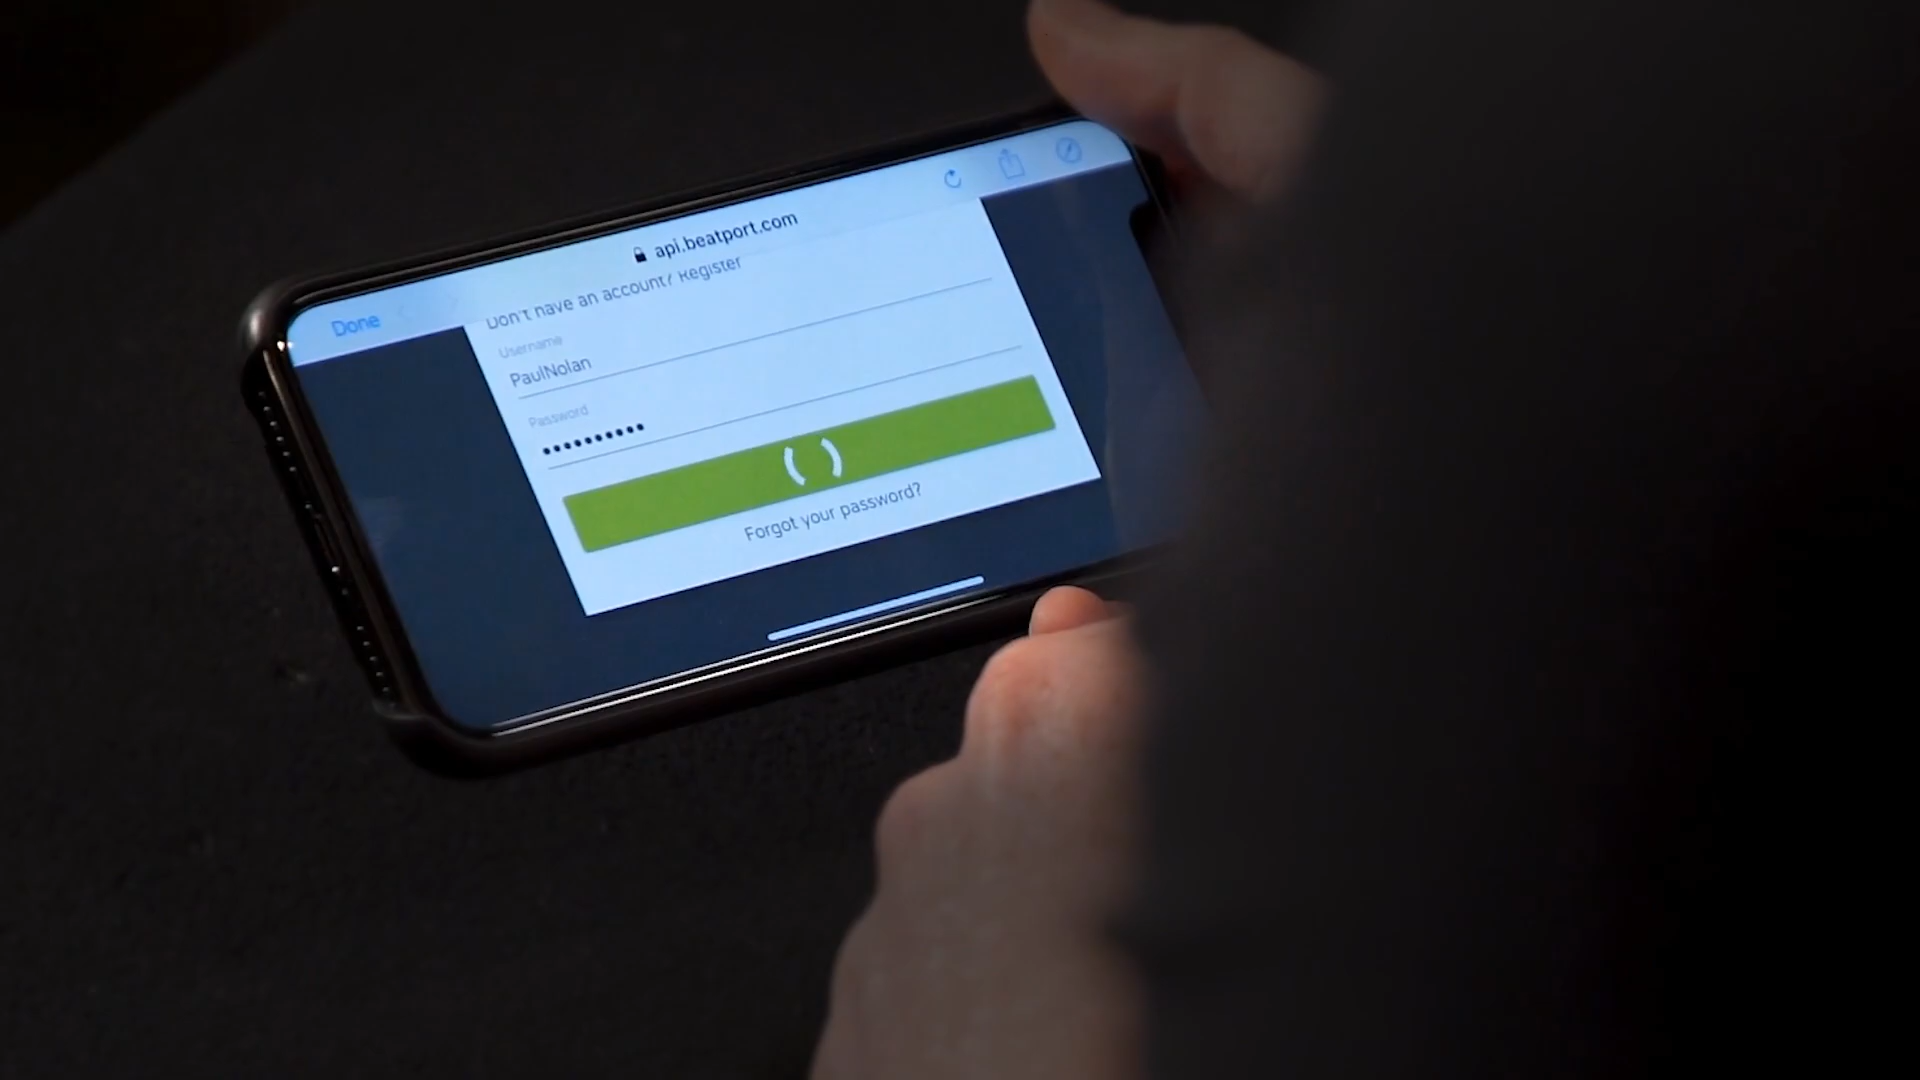 api.beatport.com
Done
Don't have an account? Register
Username
PaulNolan
Password
••••••••••
Forgot your password?